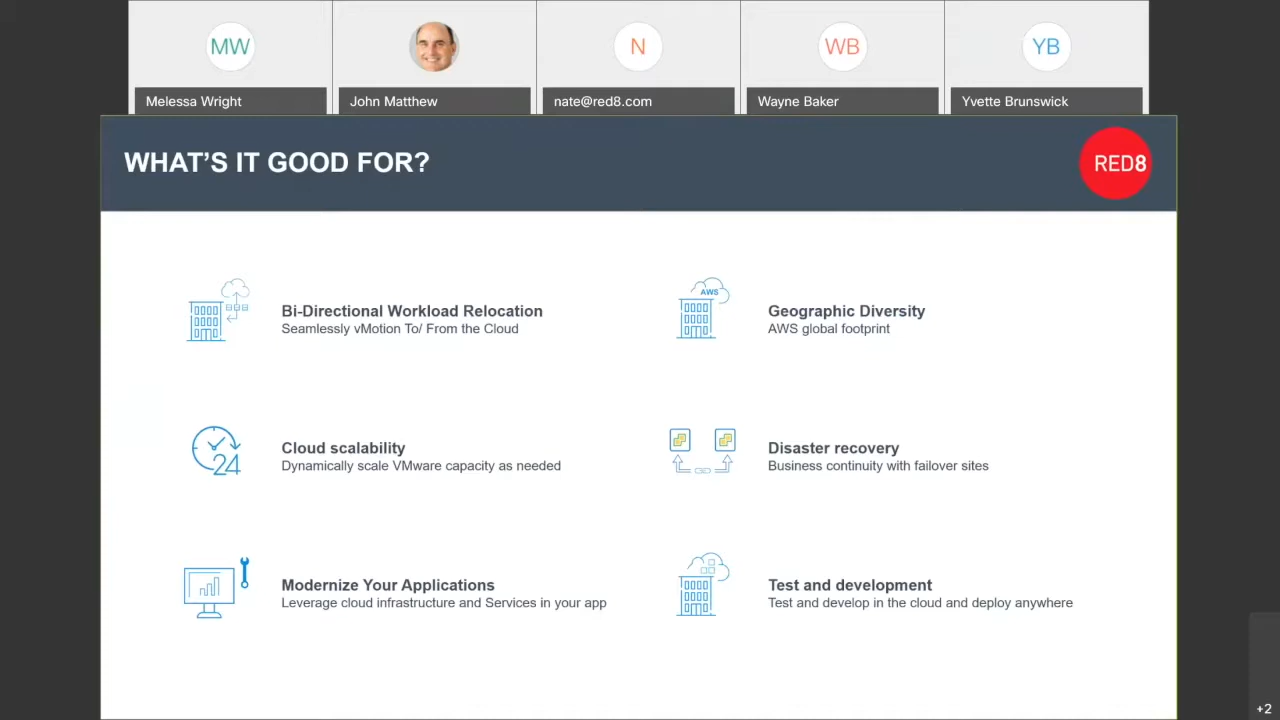 MW
N
WB
YB
Melessa Wright
John Matthew
nate@red8.com
Wayne Baker
Yvette Brunswick
WHAT'S IT GOOD FOR?
RED8
Bi-Directional Workload Relocation
Seamlessly vMotion To/ From the Cloud
AWS
Geographic Diversity
AWS global footprint
24
Cloud scalability
Dynamically scale VMware capacity as needed
Disaster recovery
Business continuity with failover sites
Modernize Your Applications
Leverage cloud infrastructure and Services in your app
Test and development
Test and develop in the cloud and deploy anywhere
+2